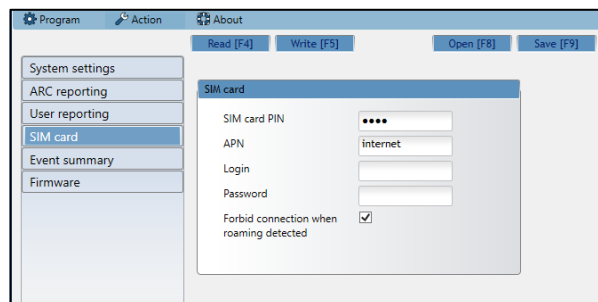 Program Action About
Read [F4] Write [F5] Open [F8] Save [F9]
System settings
ARC reporting
User reporting
SIM card
Event summary
Firmware
SIM card
SIM card PIN ••••
APN internet
Login
Password
Forbid connection when
roaming detected